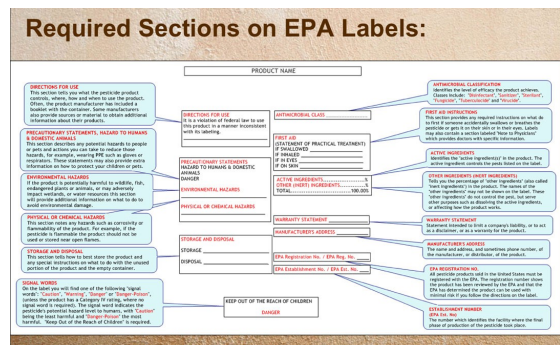 Required Sections on EPA Labels:
PRODUCT NAME
DIRECTIONS FOR USE
This section tells you what the pesticide product
controls, where, how and when to use the product.
Often, the product manufacturer has included a
booklet with the container. Some manufacturers
also provide sources or material to obtain additional
information about their products.
PRECAUTIONARY STATEMENTS, HAZARD TO HUMANS
& DOMESTIC ANIMALS
This section describes any potential hazards to people
or pets and actions you can take to reduce those
hazards, for example, wearing PPE such as gloves or
respirators. These statements may also provide extra
information on how to protect your children or pets.
ENVIRONMENTAL HAZARDS
If the product is potentially harmful to wildlife, fish,
endangered plants or animals, or may adversely
impact wetlands, or water resources this section
will provide additional information on what to do to
avoid environmental damage.
PHYSICAL OR CHEMICAL HAZARDS
This section notes any hazards such as corrosivity or
flammability of the product. For example, if the
pesticide is flammable the product should not be
used or stored near open flames.
STORAGE AND DISPOSAL
This section tells how to best store the product and
any special instructions on what to do with the unused
portion of the product and the empty container.
SIGNAL WORDS
On the label you will find one of the following 'signal
words': "Caution", "Warning", "Danger" or "Danger-Poison",
(unless the product has a Category IV rating, where no
signal word is required). The signal word indicates the
pesticide's potential hazard level to humans, with "Caution"
being the least harmful and "Danger-Poison" the most
harmful. "Keep Out of the Reach of Children" is required.
DIRECTIONS FOR USE
It is a violation of federal law to use
this product in a manner inconsistent
with its labeling.
PRECAUTIONARY STATEMENTS
HAZARD TO HUMANS & DOMESTIC
ANIMALS
DANGER
ENVIRONMENTAL HAZARDS
PHYSICAL OR CHEMICAL HAZARDS
STORAGE AND DISPOSAL
STORAGE
DISPOSAL
ANTIMICROBIAL CLASS
FIRST AID
(STATEMENT OF PRACTICAL TREATMENT)
IF SWALLOWED
IF INHALED
IF IN EYES
IF ON SKIN
ACTIVE INGREDIENTS............%
OTHER (INERT) INGREDIENTS.....%
TOTAL.....................100.00%
WARRANTY STATEMENT
MANUFACTURERS ADDRESS
EPA Registration No. / EPA Reg. No.
EPA Establishment No. / EPA Est. No.
KEEP OUT OF THE REACH OF CHILDREN
DANGER
ANTIMICROBIAL CLASSIFICATION
Identifies the level of efficacy the product achieves.
Classes include: "Disinfectant", "Sanitizer", "Sterilant",
"Fungicide", "Tuberculocide" and "Virucide".
FIRST AID INSTRUCTIONS
This section provides any required instructions on what to
do to first if someone accidentally swallows or breathes the
pesticide or gets it on their skin or in their eyes. Labels
may also contain a section labeled "Note to Physicians"
which provides doctors with specific information.
ACTIVE INGREDIENTS
Identifies the 'active ingredient(s)' in the product. The
active ingredient controls the pests listed on the label.
OTHER INGREDIENTS (INERT INGREDIENTS)
Tells you the percentage of 'other ingredients' (also called
"inert ingredients") in the product. The names of the
'other ingredients' may not be shown on the label. These
'other ingredients' do not control the pest, but serve
other purposes such as dissolving the active ingredients,
or affecting how the product works.
WARRANTY STATEMENT
Statement intended to limit a company's liability, or to act
as a disclaimer, or as a warranty for the product.
MANUFACTURER'S ADDRESS
The name and address, and sometimes phone number, of
the manufacturer, or distributor, of the product.
EPA REGISTRATION NO.
All pesticide products sold in the United States must be
registered with the EPA. The registration number shows
the product has been reviewed by the EPA and that the
EPA has determined the product can be used with
minimal risk if you follow the directions on the label.
ESTABLISHMENT NUMBER
(EPA Est. No)
The number which identifies the facility where the final
phase of production of the pesticide took place.